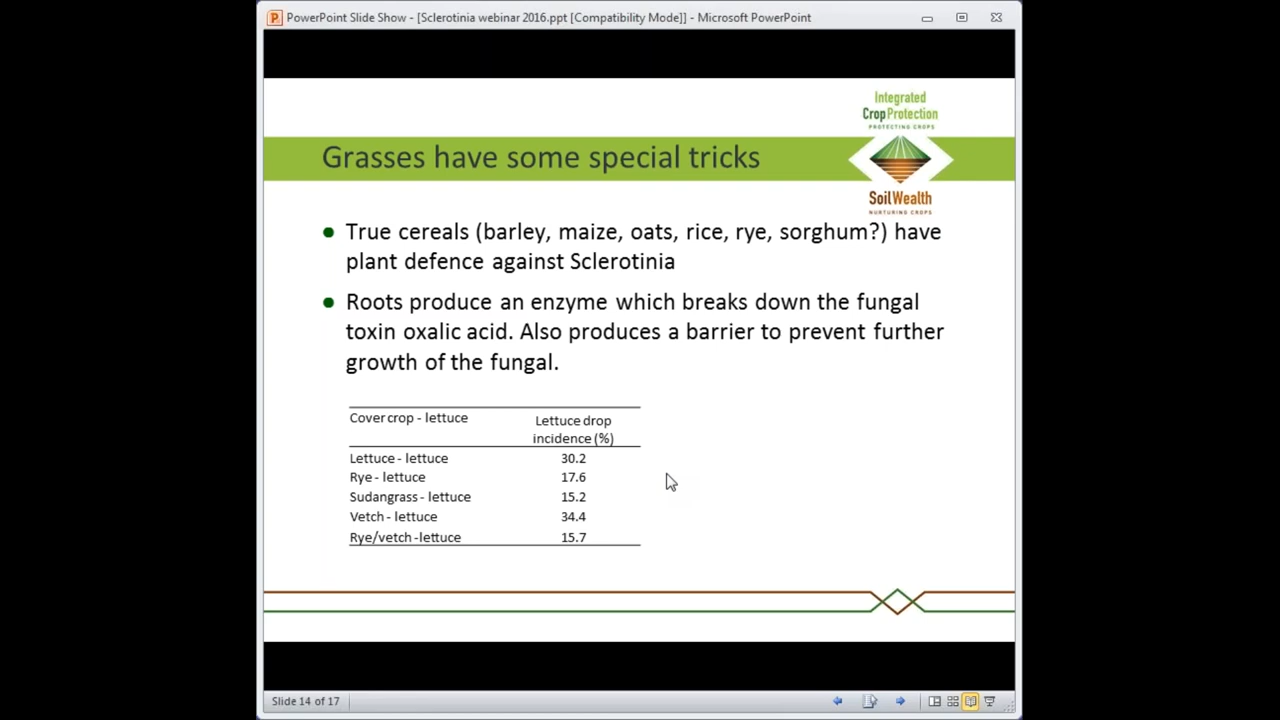 PowerPoint Slide Show - [Sclerotinia webinar 2016.ppt [Compatibility Mode]] - Microsoft PowerPoint
Integrated
Crop Protection
PROTECTING CROPS
Grasses have some special tricks
Soil Wealth
NURTURING CROPS
True cereals (barley, maize, oats, rice, rye, sorghum?) have
plant defence against Sclerotinia
Roots produce an enzyme which breaks down the fungal
toxin oxalic acid. Also produces a barrier to prevent further
growth of the fungal.
Cover crop - lettuce Lettuce drop
incidence (%)
Lettuce - lettuce 30.2
Rye - lettuce 17.6
Sudangrass - lettuce 15.2
Vetch - lettuce 34.4
Rye/vetch -lettuce 15.7
Slide 14 of 17